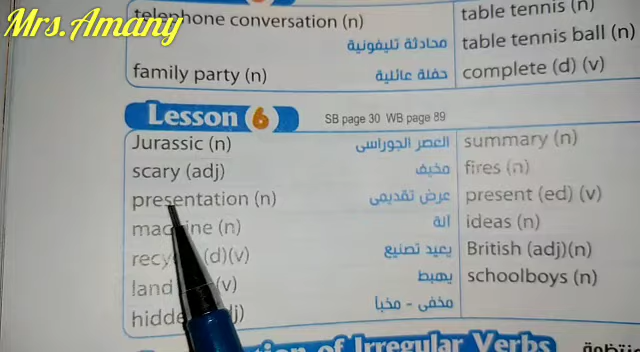 Mrs.Amany
telephone conversation (n)
محادثة تليفونية
family party (n) حفلة عائلية
table tennis (n)
table tennis ball (n)
complete (d) (v)
Lesson 6 SB page 30 WB page 89
Jurassic (n) العصر الجوراسى
scary (adj) مخيف
presentation (n) عرض تقديمى
machine (n) آلة
(d)(v) يعيد تصنيع
land (v) يهبط
مخفى - مخبأ
summary (n)
fires (n)
present (ed) (v)
ideas (n)
British (adj)(n)
schoolboys (n)
of Irregular Verbs